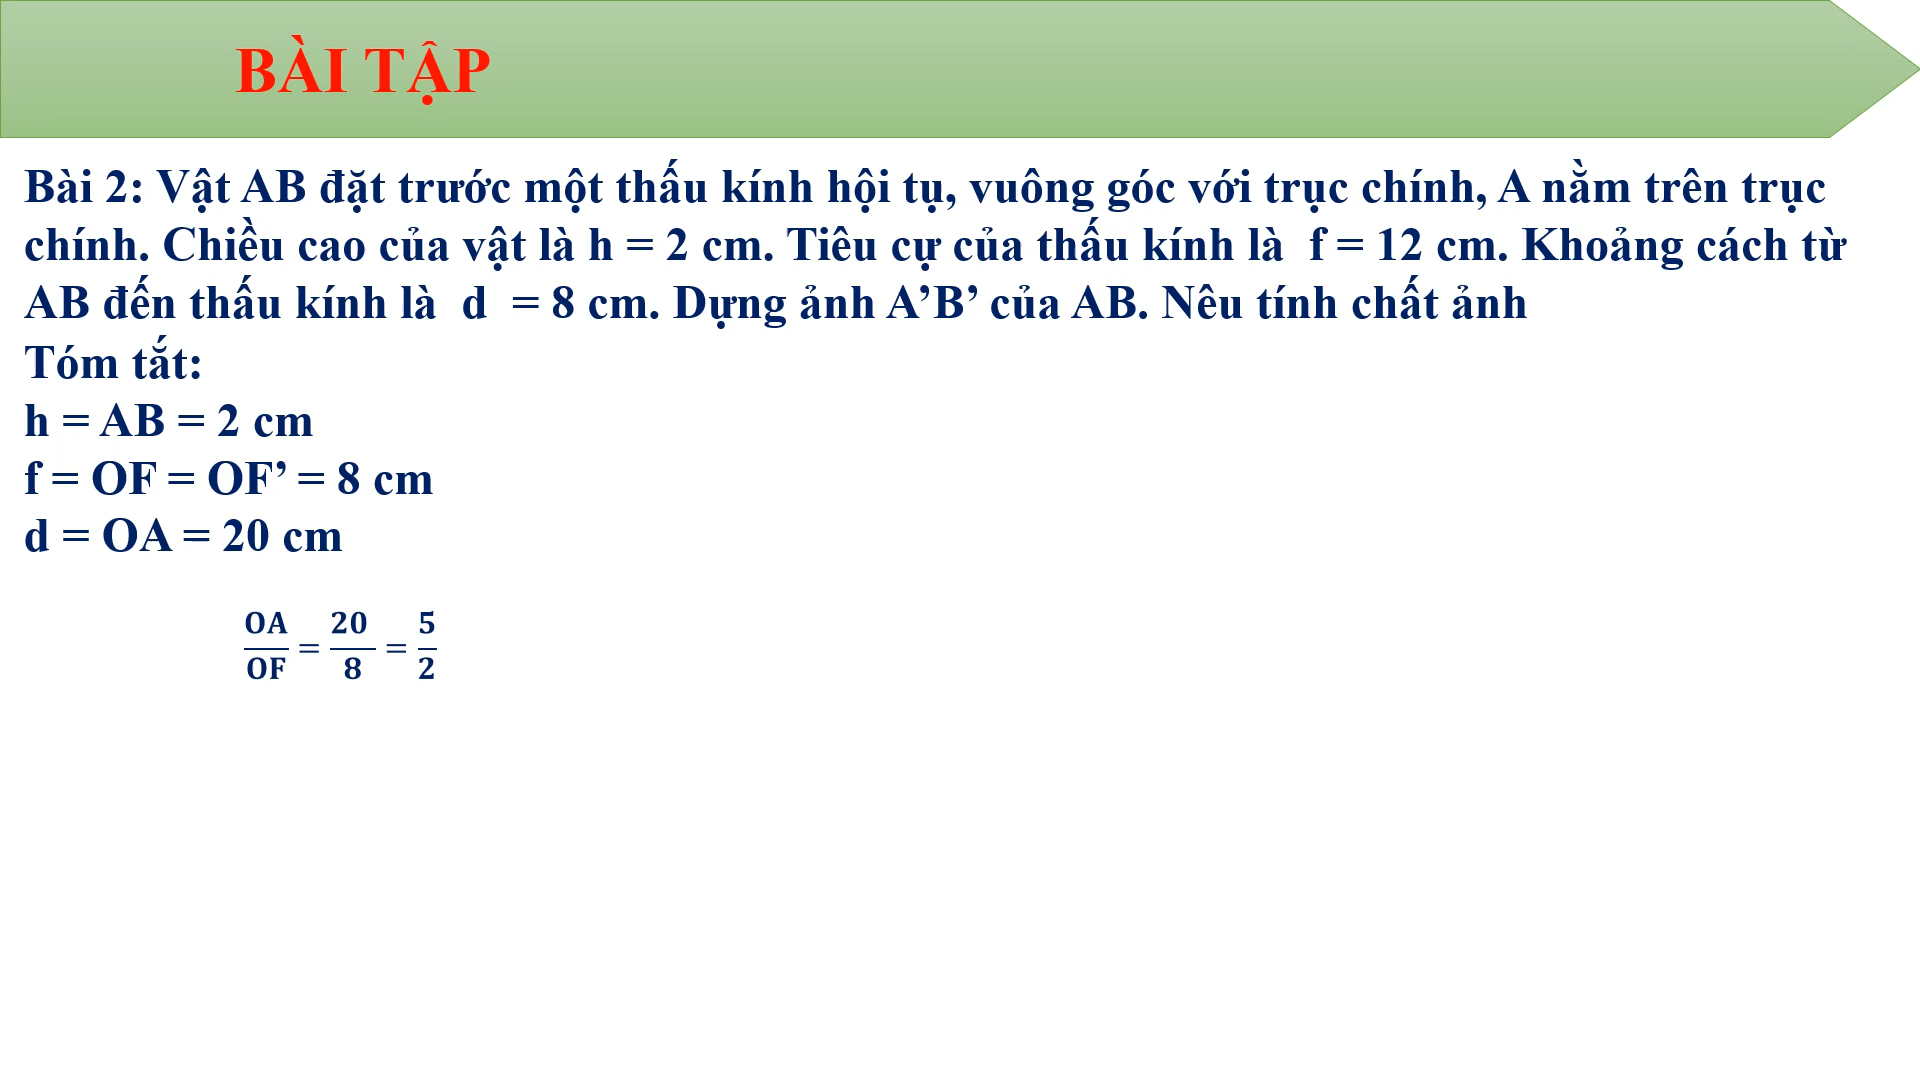 BÀI TẬP
Bài 2: Vật AB đặt trước một thấu kính hội tụ, vuông góc với trục chính, A nằm trên trục
chính. Chiều cao của vật là h = 2 cm. Tiêu cự của thấu kính là  f = 12 cm. Khoảng cách từ
AB đến thấu kính là  d  = 8 cm. Dựng ảnh A’B’ của AB. Nêu tính chất ảnh
Tóm tắt:
h = AB = 2 cm
f = OF = OF’ = 8 cm
d = OA = 20 cm
OA/OF = 20/8 = 5/2